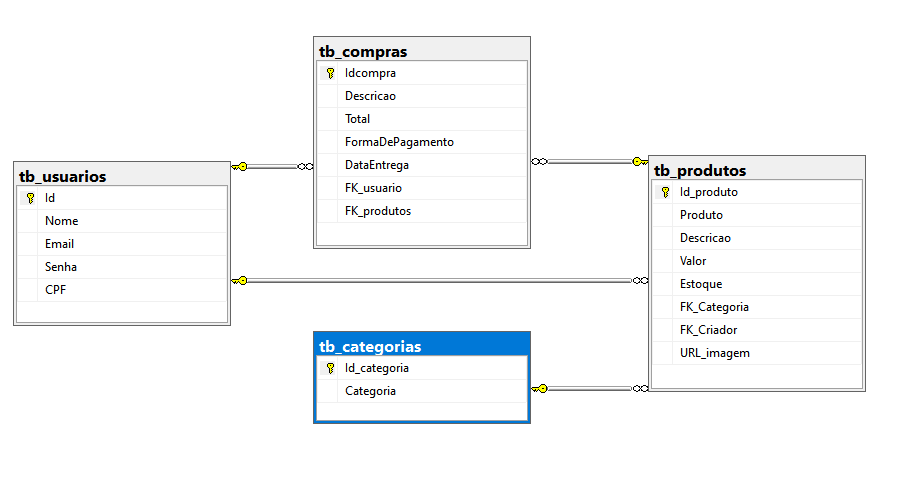 tb_compras
Idcompra
Descricao
Total
FormaDePagamento
DataEntrega
FK_usuario
FK_produtos
tb_usuarios
Id
Nome
Email
Senha
CPF
tb_produtos
Id_produto
Produto
Descricao
Valor
Estoque
FK_Categoria
FK_Criador
URL_imagem
tb_categorias
Id_categoria
Categoria